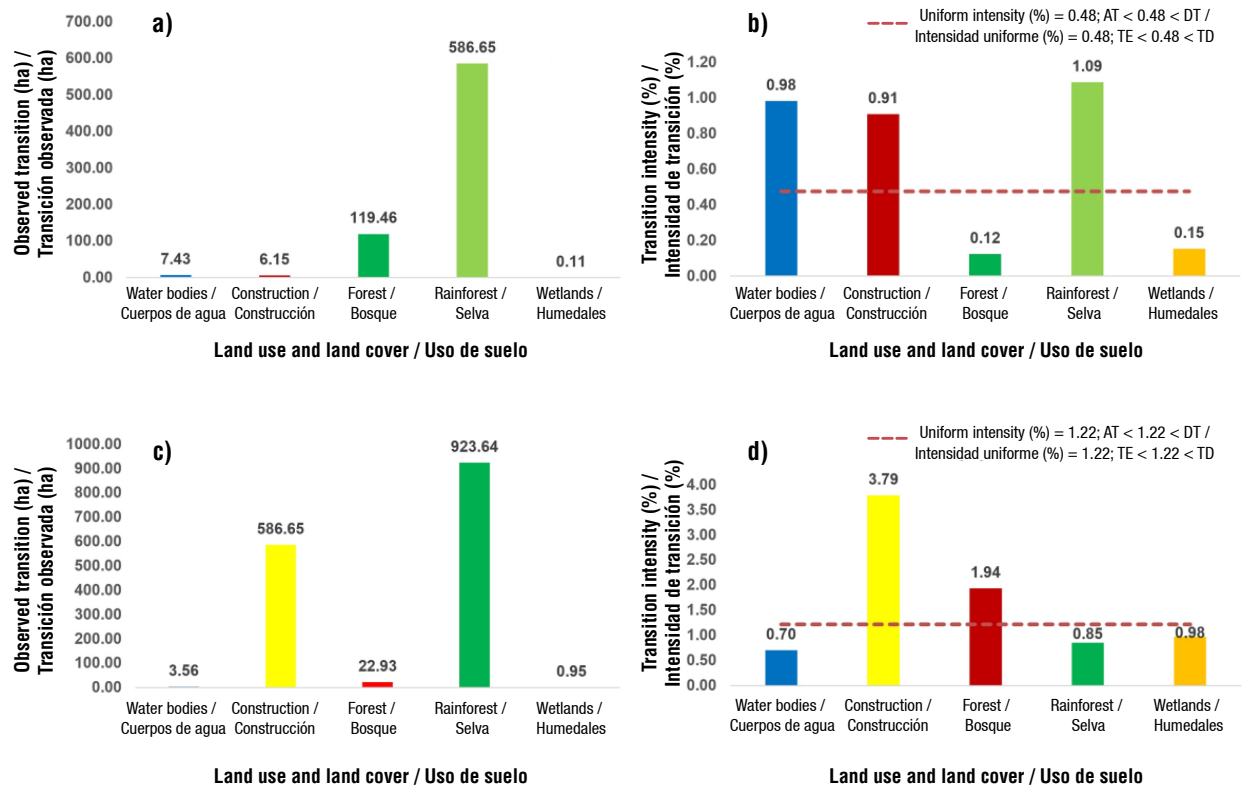 a)
Observed transition (ha) /
Transición observada (ha)
700.00
600.00
500.00
400.00
300.00
200.00
100.00
0.00
7.43
6.15
119.46
586.65
0.11
Water bodies /
Cuerpos de agua
Construction /
Construcción
Forest /
Bosque
Rainforest /
Selva
Wetlands /
Humedales
Land use and land cover / Uso de suelo
b)
Uniform intensity (%) = 0.48; AT < 0.48 < DT /
Intensidad uniforme (%) = 0.48; TE < 0.48 < TD
Transition intensity (%) /
Intensidad de transición (%)
1.20
1.00
0.80
0.60
0.40
0.20
0.00
0.98
0.91
0.12
1.09
0.15
Water bodies /
Cuerpos de agua
Construction /
Construcción
Forest /
Bosque
Rainforest /
Selva
Wetlands /
Humedales
Land use and land cover / Uso de suelo
c)
Observed transition (ha) /
Transición observada (ha)
1000.00
900.00
800.00
700.00
600.00
500.00
400.00
300.00
200.00
100.00
0.00
3.56
586.65
22.93
923.64
0.95
Water bodies /
Cuerpos de agua
Construction /
Construcción
Forest /
Bosque
Rainforest /
Selva
Wetlands /
Humedales
Land use and land cover / Uso de suelo
d)
Uniform intensity (%) = 1.22; AT < 1.22 < DT /
Intensidad uniforme (%) = 1.22; TE < 1.22 < TD
Transition intensity (%) /
Intensidad de transición (%)
4.00
3.50
3.00
2.50
2.00
1.50
1.00
0.50
0.00
0.70
3.79
1.94
0.85
0.98
Water bodies /
Cuerpos de agua
Construction /
Construcción
Forest /
Bosque
Rainforest /
Selva
Wetlands /
Humedales
Land use and land cover / Uso de suelo